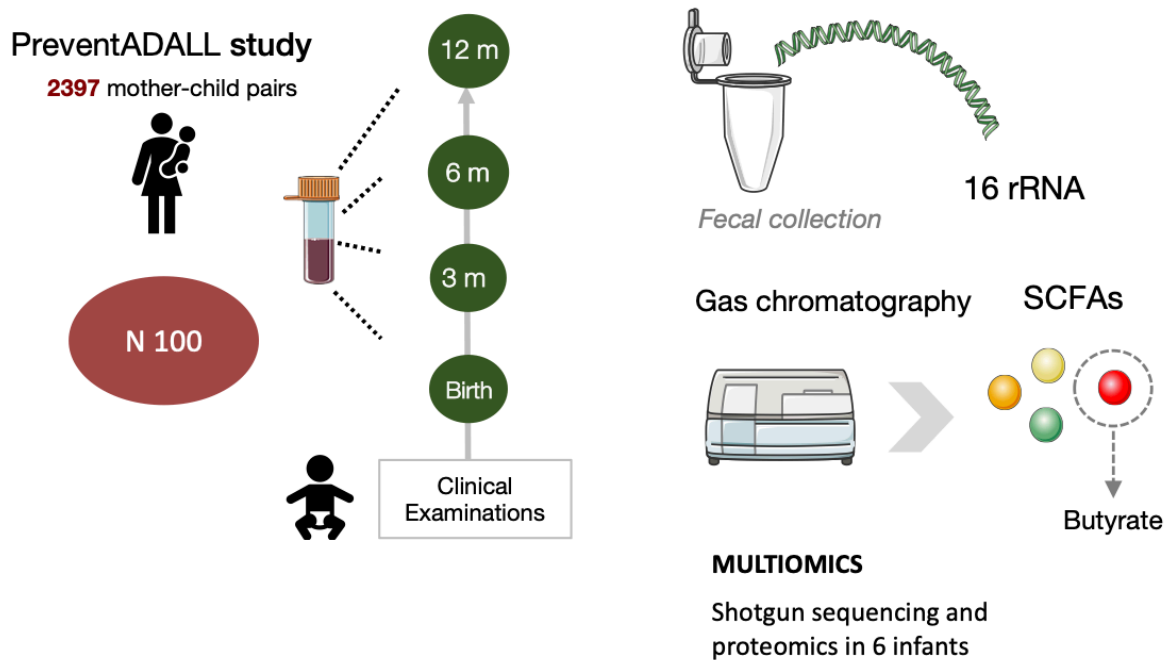 PreventADALL study
2397 mother-child pairs
N 100
12 m
6 m
3 m
Birth
Clinical
Examinations
Fecal collection
16 rRNA
Gas chromatography
SCFAs
Butyrate
MULTIOMICS
Shotgun sequencing and
proteomics in 6 infants